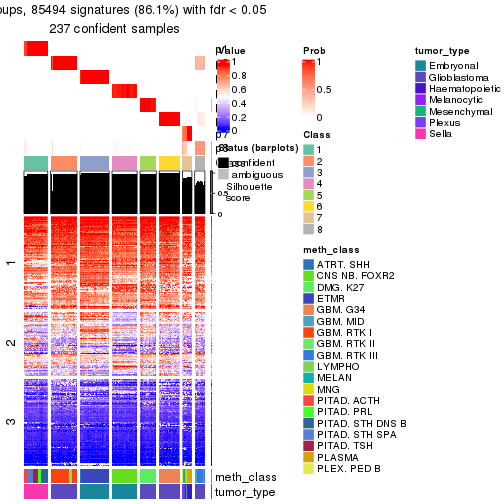 oups, 85494 signatures (86.1%) with fdr < 0.05
237 confident samples
Value
1
0.8
0.6
0.4
0.2
0
Status (barplots)
confident
ambiguous
Silhouette
score
0.5
0
1
2
3
meth_class
tumor_type
Prob
1
0.5
0
Class
1
2
3
4
5
6
7
8
meth_class
ATRT. SHH
CNS NB. FOXR2
DMG. K27
ETMR
GBM. G34
GBM. MID
GBM. RTK I
GBM. RTK II
GBM. RTK III
LYMPHO
MELAN
MNG
PITAD. ACTH
PITAD. PRL
PITAD. STH DNS B
PITAD. STH SPA
PITAD. TSH
PLASMA
PLEX. PED B
tumor_type
Embryonal
Glioblastoma
Haematopoietic
Melanocytic
Mesenchymal
Plexus
Sella